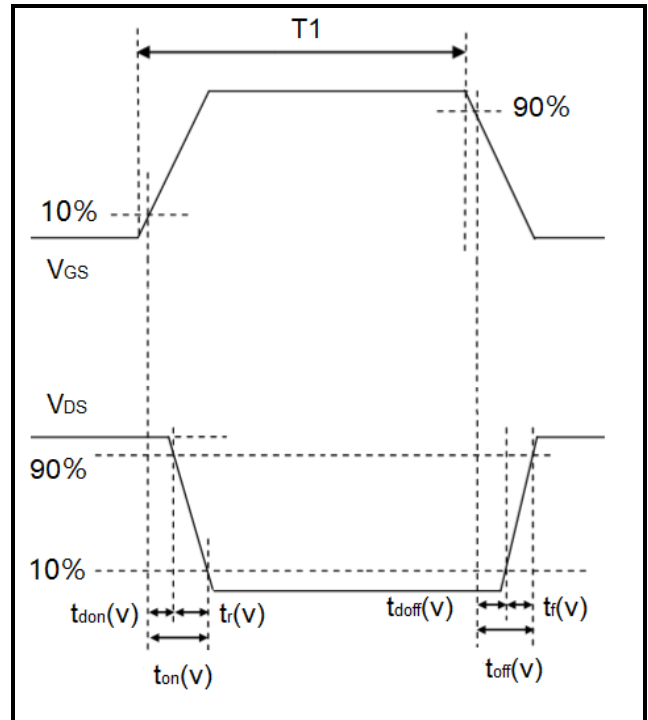 T1
90%
10%
VGS
VDS
90%
10%
tdon(v) tr(v) tdoff(v) tf(v)
ton(v) toff(v)